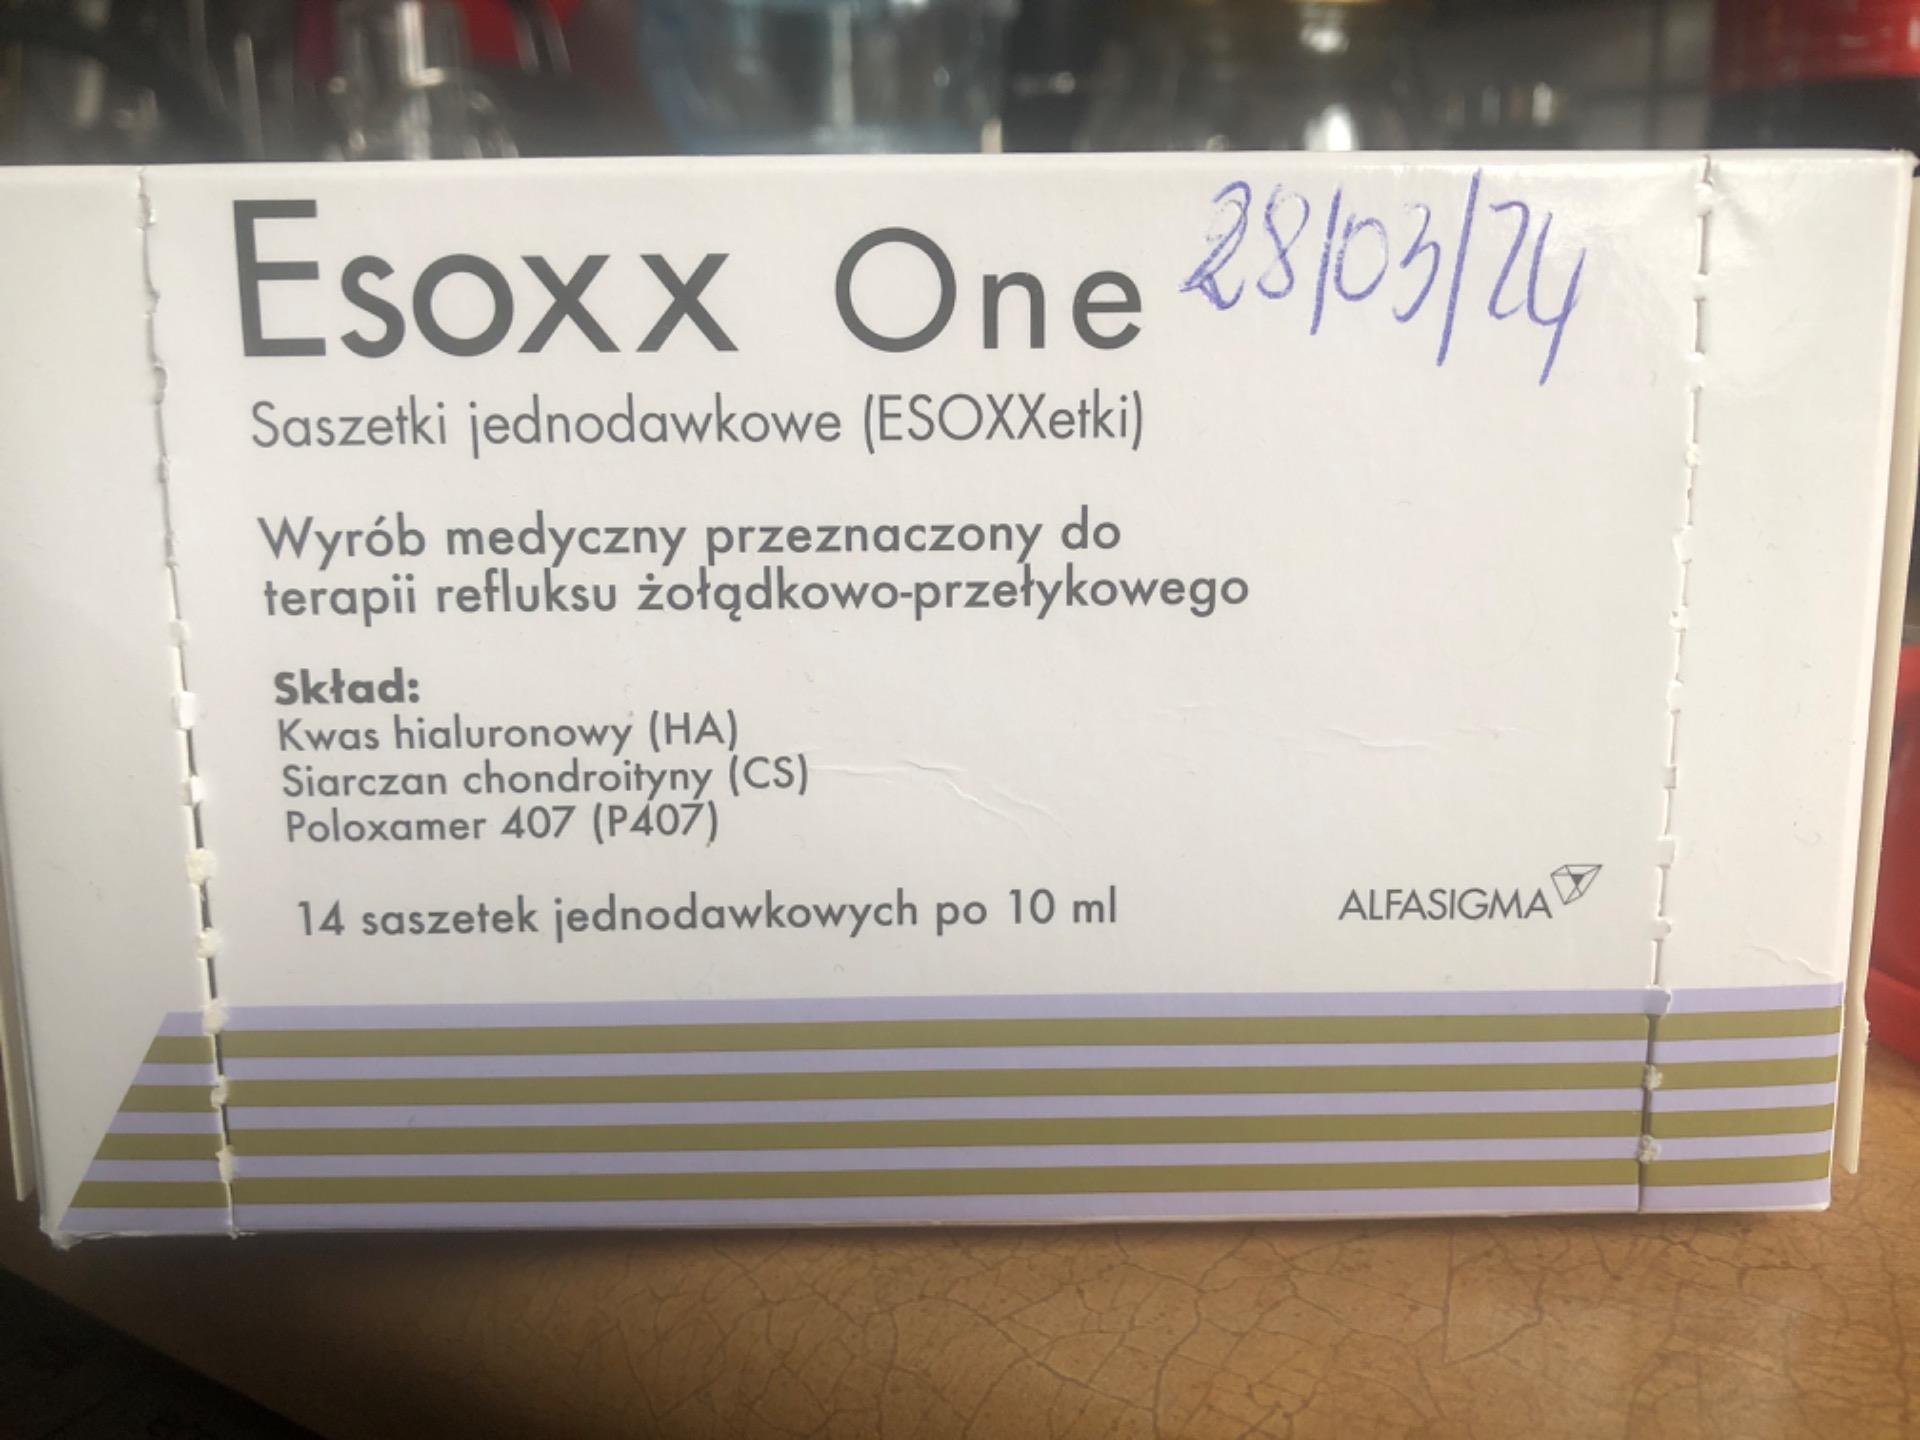 Esoxx One 28/03/24
Saszetki jednodawkowe (ESOXXetki)
Wyrób medyczny przeznaczony do
terapii refluksu żołądkowo-przełykowego
Skład:
Kwas hialuronowy (HA)
Siarczan chondroityny (CS)
Poloxamer 407 (P407)
14 saszetek jednodawkowych po 10 ml
ALFASIGMA